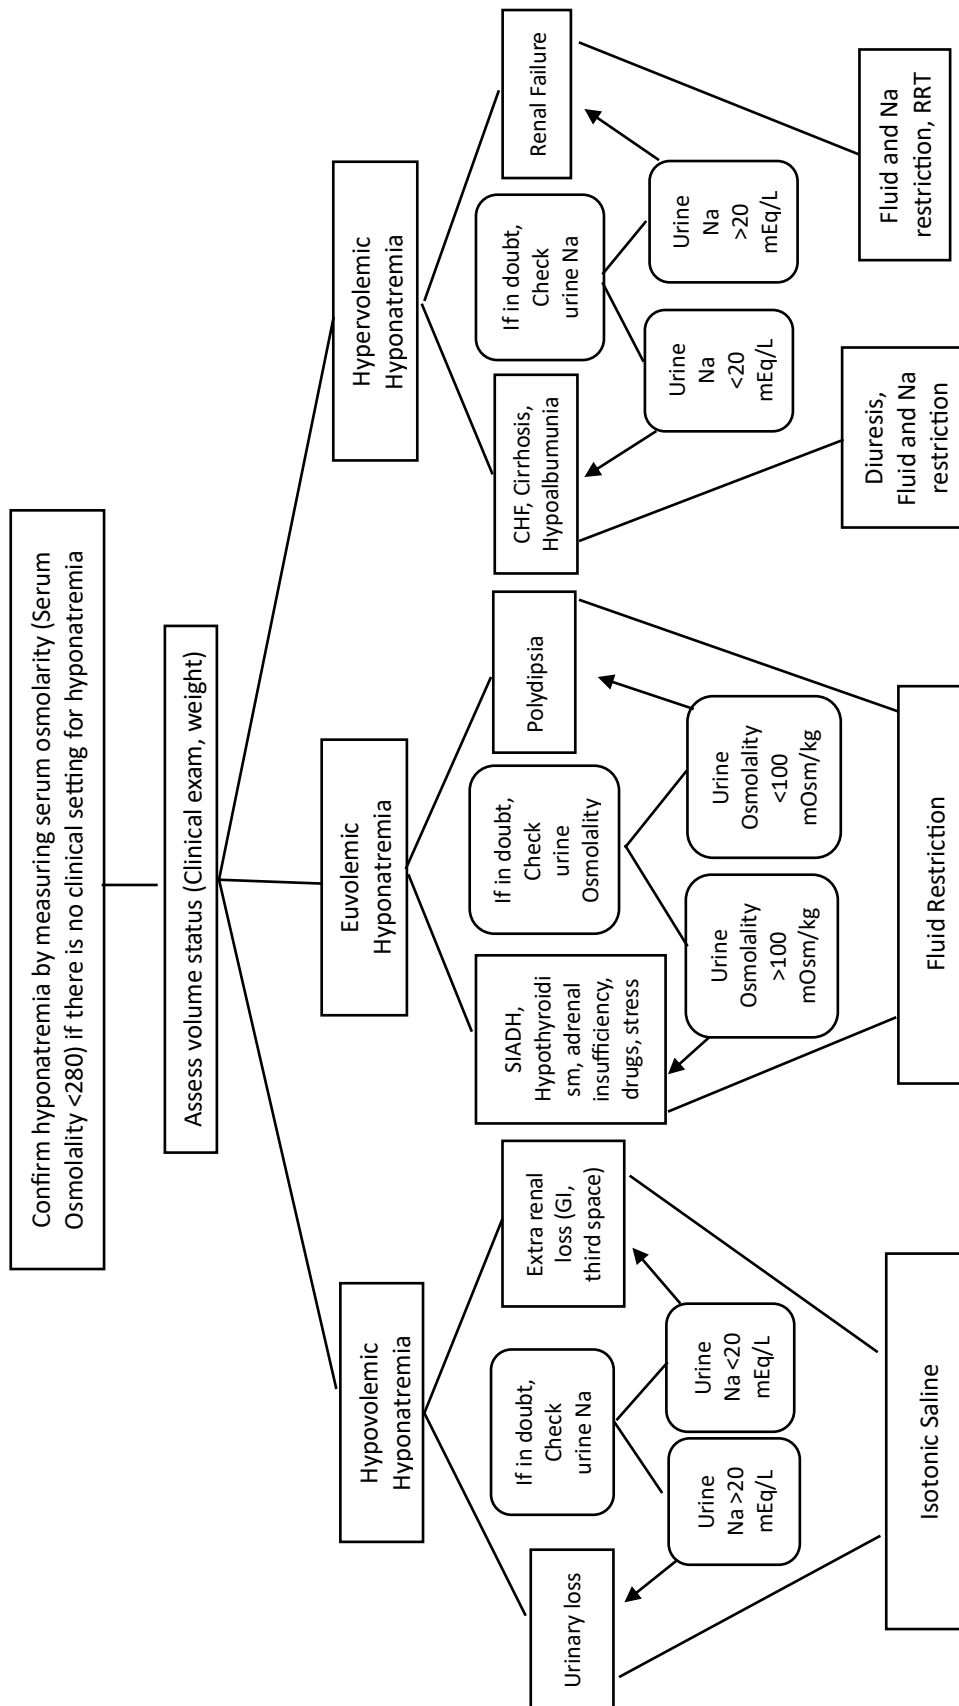 Confirm hyponatremia by measuring serum osmolarity (Serum
Osmolality <280) if there is no clinical setting for hyponatremia
Assess volume status (Clinical exam, weight)
Hypovolemic
Hyponatremia
Euvolemic
Hyponatremia
Hypervolemic
Hyponatremia
Urinary loss
If in doubt,
Check
urine Na
Extra renal
loss (GI,
third space)
Urine
Na >20
mEq/L
Urine
Na <20
mEq/L
Isotonic Saline
SIADH,
Hypothyroidi
sm, adrenal
insufficiency,
drugs, stress
If in doubt,
Check
urine
Osmolality
Polydipsia
Urine
Osmolality
>100
mOsm/kg
Urine
Osmolality
<100
mOsm/kg
Fluid Restriction
CHF, Cirrhosis,
Hypoalbumunia
If in doubt,
Check
urine Na
Renal Failure
Urine
Na
<20
mEq/L
Urine
Na
>20
mEq/L
Diuresis,
Fluid and Na
restriction
Fluid and Na
restriction, RRT